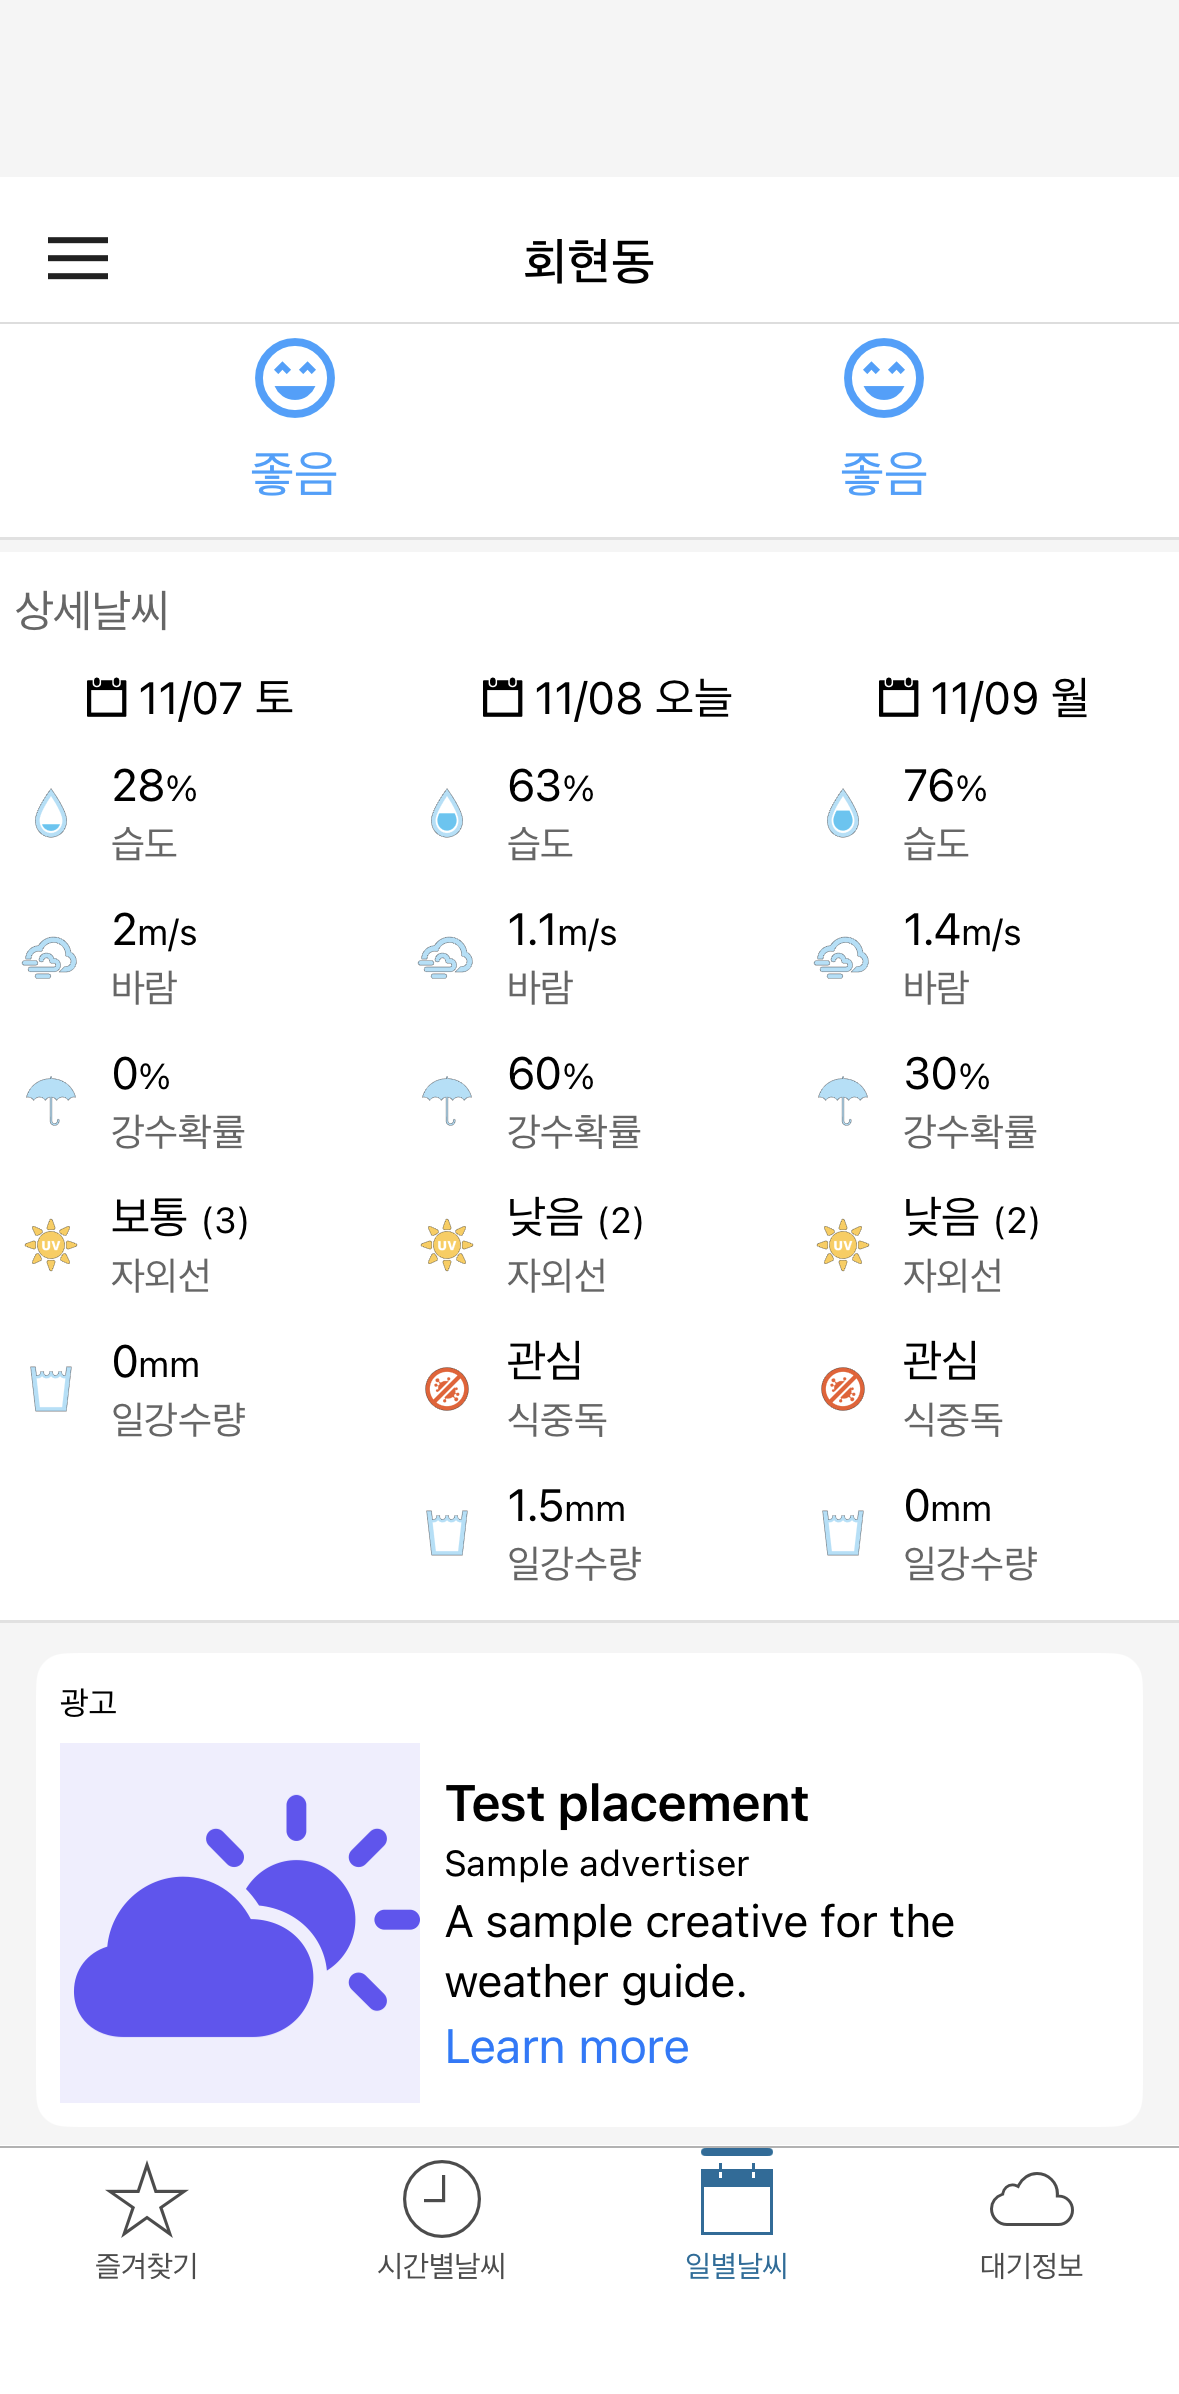 회현동
좋음 좋음
상세날씨
11/07 토 11/08 오늘 11/09 월
28% 63% 76%
습도 습도 습도
2m/s 1.1m/s 1.4m/s
바람 바람 바람
0% 60% 30%
강수확률 강수확률 강수확률
UV 보통 (3) UV 낮음 (2) UV 낮음 (2)
자외선 자외선 자외선
0mm 관심 관심
일강수량 식중독 식중독
1.5mm 0mm
일강수량 일강수량
광고
Test placement
Sample advertiser
A sample creative for the
weather guide.
Learn more
즐겨찾기 시간별날씨 일별날씨 대기정보